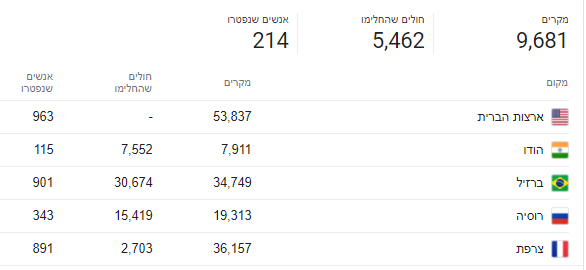 מקרים חולים שהחלימו אנשים שנפטרו
9,681 5,462 214
מקום מקרים חולים שהחלימו אנשים שנפטרו
ארצות הברית 53,837 - 963
הודו 7,911 7,552 115
ברזיל 34,749 30,674 901
רוסיה 19,313 15,419 343
צרפת 36,157 2,703 891